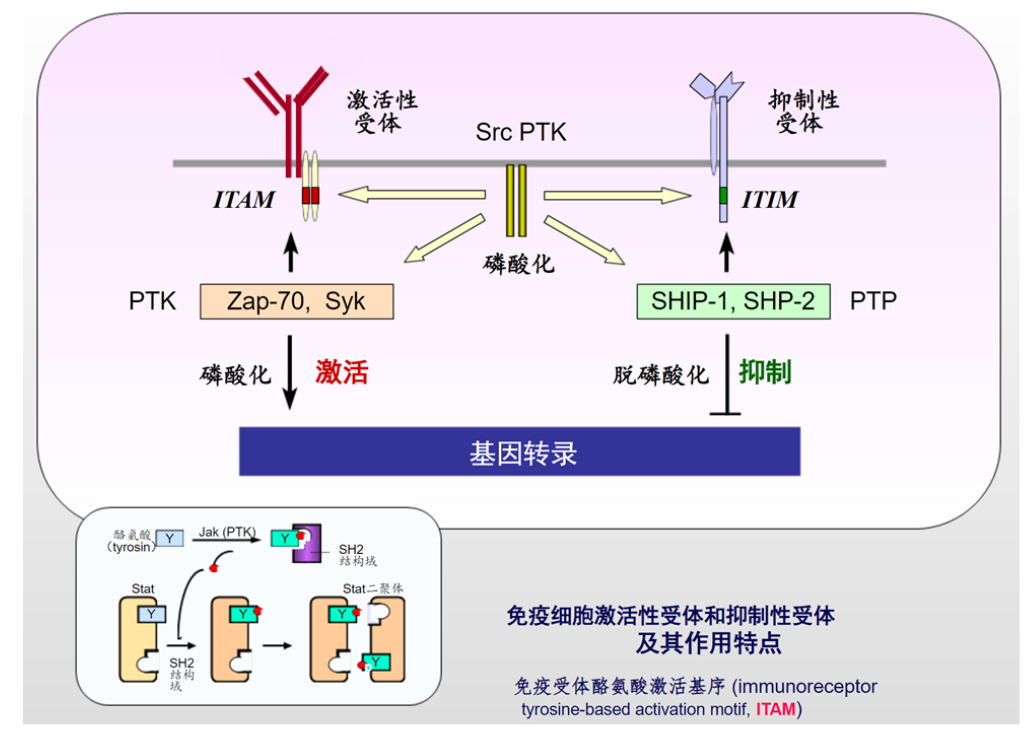 激活性
受体
Src PTK
抑制性
受体
ITAM
ITIM
磷酸化
PTK
Zap-70, Syk
SHIP-1, SHP-2
PTP
磷酸化
激活
脱磷酸化
抑制
基因转录
酪氨酸
(tyrosin)
Y
Jak (PTK)
Y
SH2
结构域
Stat
Stat二聚体
Y
Y
Y
Y
SH2
结构
域
免疫细胞激活性受体和抑制性受体
及其作用特点
免疫受体酪氨酸激活基序 (immunoreceptor
tyrosine-based activation motif, ITAM)